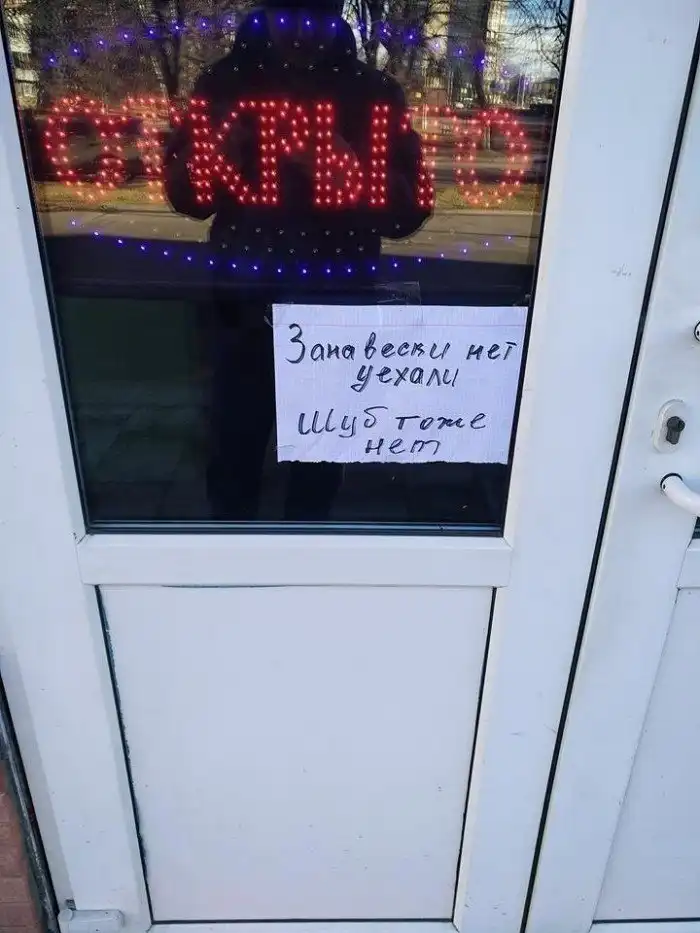 ОТКРЫТО
Занавески нет
уехали
Шуб тоже
нет